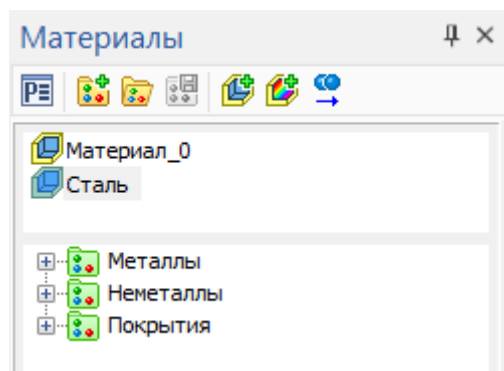 Материалы
Материал_0
Сталь
Металлы
Неметаллы
Покрытия